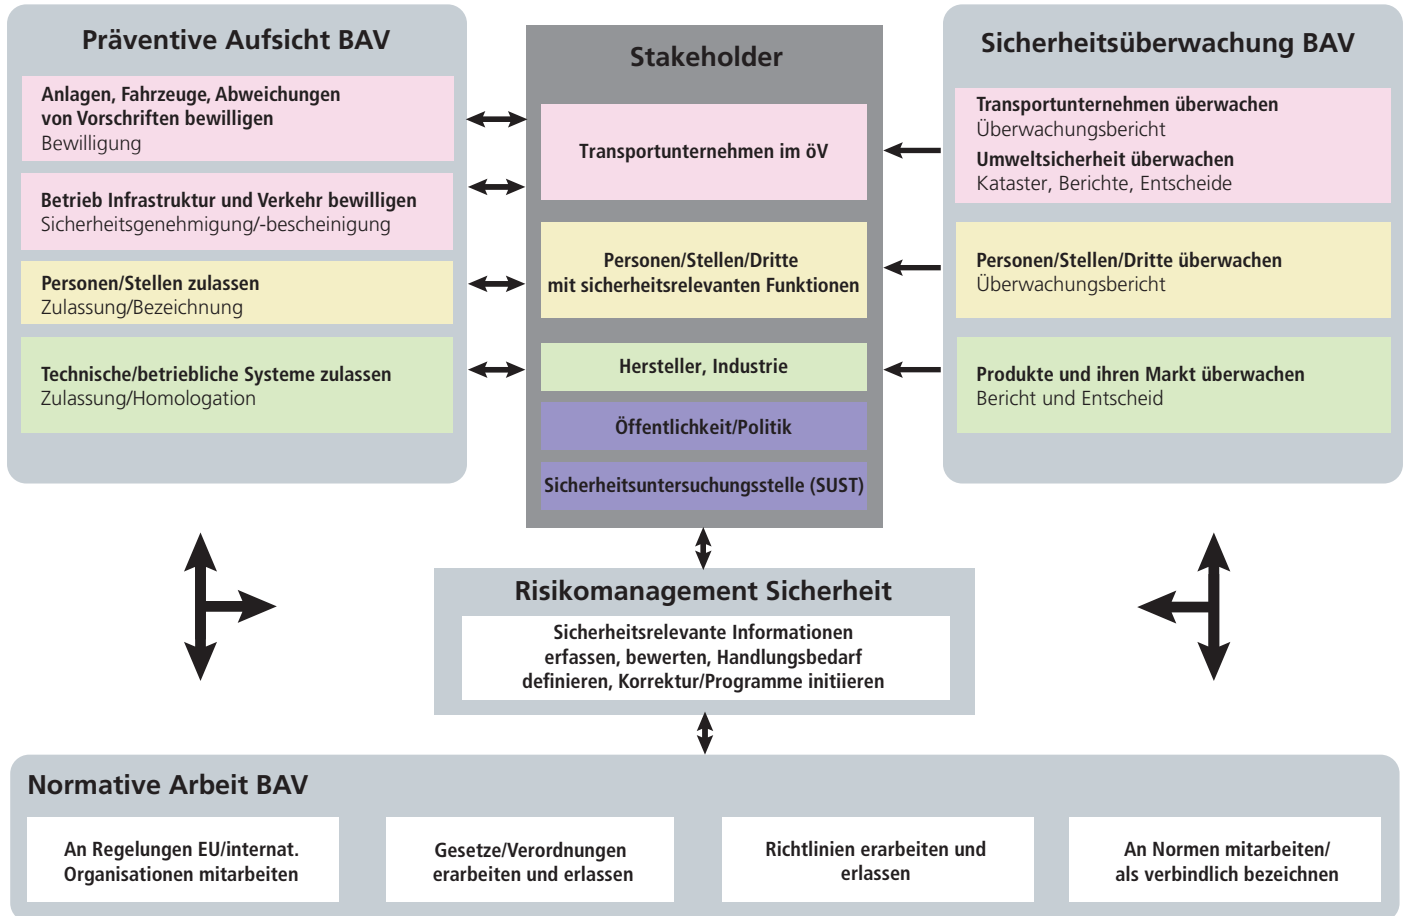 Präventive Aufsicht BAV
Anlagen, Fahrzeuge, Abweichungen
von Vorschriften bewilligen
Bewilligung
Betrieb Infrastruktur und Verkehr bewilligen
Sicherheitsgenehmigung/-bescheinigung
Personen/Stellen zulassen
Zulassung/Bezeichnung
Technische/betriebliche Systeme zulassen
Zulassung/Homologation
Stakeholder
Transportunternehmen im öV
Personen/Stellen/Dritte
mit sicherheitsrelevanten Funktionen
Hersteller, Industrie
Öffentlichkeit/Politik
Sicherheitsuntersuchungsstelle (SUST)
Sicherheitsüberwachung BAV
Transportunternehmen überwachen
Überwachungsbericht
Umweltsicherheit überwachen
Kataster, Berichte, Entscheide
Personen/Stellen/Dritte überwachen
Überwachungsbericht
Produkte und ihren Markt überwachen
Bericht und Entscheid
Risikomanagement Sicherheit
Sicherheitsrelevante Informationen
erfassen, bewerten, Handlungsbedarf
definieren, Korrektur/Programme initiieren
Normative Arbeit BAV
An Regelungen EU/internat.
Organisationen mitarbeiten
Gesetze/Verordnungen
erarbeiten und erlassen
Richtlinien erarbeiten und
erlassen
An Normen mitarbeiten/
als verbindlich bezeichnen